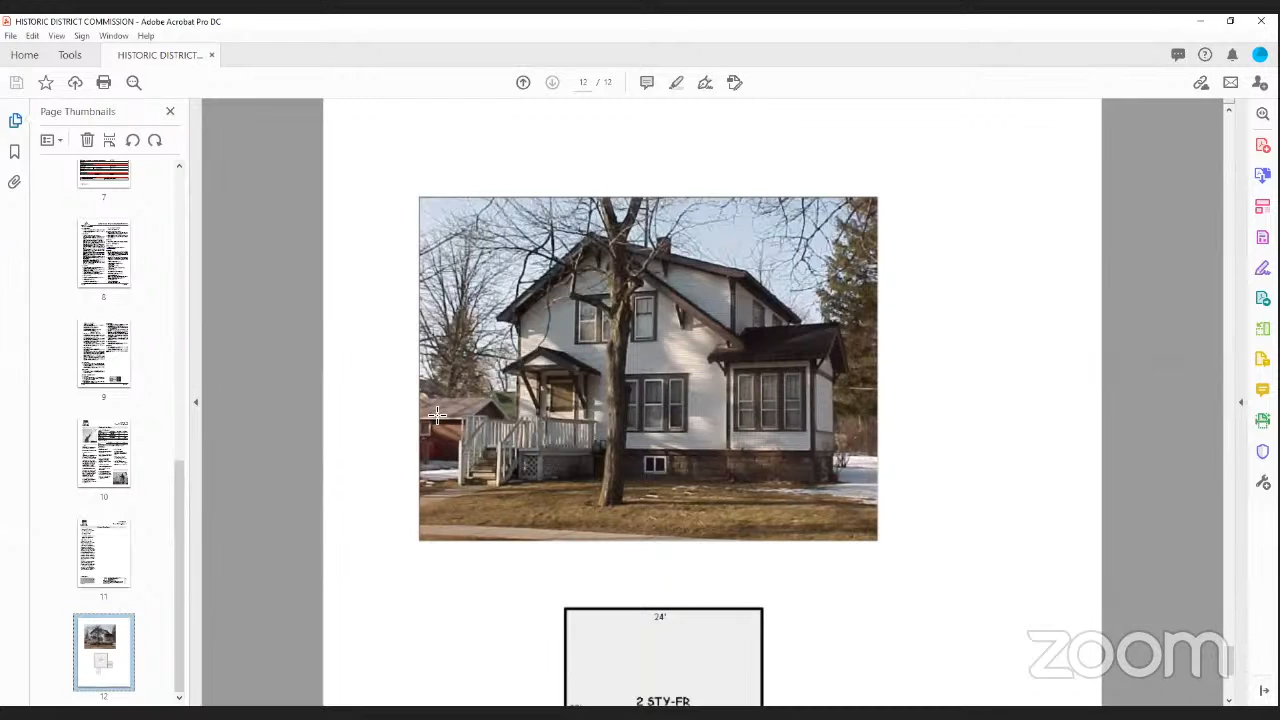 HISTORIC DISTRICT COMMISSION - Adobe Acrobat Pro DC
File Edit View Sign Window Help
Home Tools HISTORIC DISTRICT... ×
12 / 12
Page Thumbnails
7
8
9
10
11
12
24'
2 STY-FR
zoom